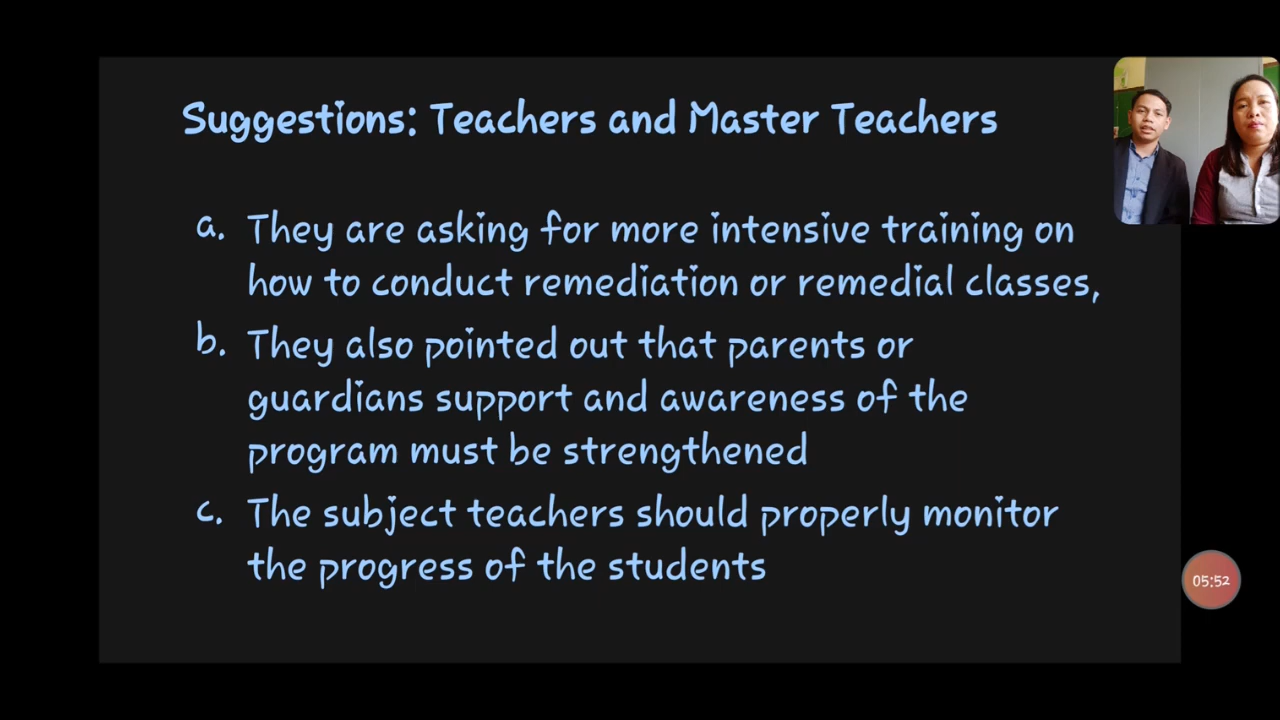 Suggestions: Teachers and Master Teachers
a. They are asking for more intensive training on
how to conduct remediation or remedial classes,
b. They also pointed out that parents or
guardians support and awareness of the
program must be strengthened
c. The subject teachers should properly monitor
the progress of the students
05:52